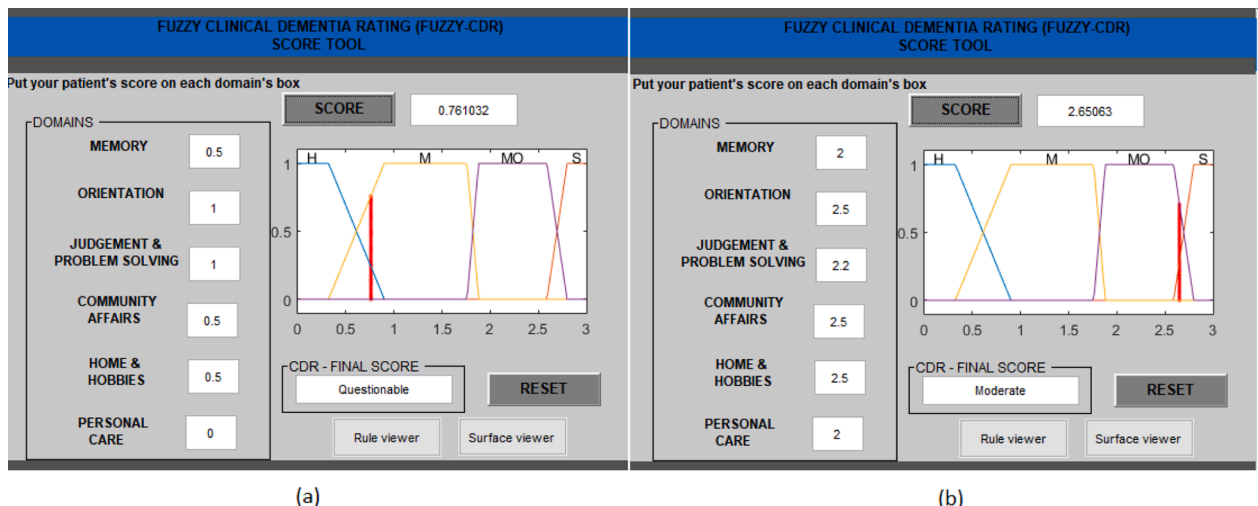 FUZZY CLINICAL DEMENTIA RATING (FUZZY-CDR)
SCORE TOOL
Put your patient's score on each domain's box
SCORE
0.761032
DOMAINS
MEMORY
0.5
ORIENTATION
1
JUDGEMENT &
PROBLEM SOLVING
1
COMMUNITY
AFFAIRS
0.5
HOME &
HOBBIES
0.5
PERSONAL
CARE
0
H M MO S
1
0.5
0
0 0.5 1 1.5 2 2.5 3
CDR - FINAL SCORE
Questionable
RESET
Rule viewer
Surface viewer
(a)
FUZZY CLINICAL DEMENTIA RATING (FUZZY-CDR)
SCORE TOOL
Put your patient's score on each domain's box
SCORE
2.65063
DOMAINS
MEMORY
2
ORIENTATION
2.5
JUDGEMENT &
PROBLEM SOLVING
2.2
COMMUNITY
AFFAIRS
2.5
HOME &
HOBBIES
2.5
PERSONAL
CARE
2
H M MO S
1
0.5
0
0 0.5 1 1.5 2 2.5 3
CDR - FINAL SCORE
Moderate
RESET
Rule viewer
Surface viewer
(b)